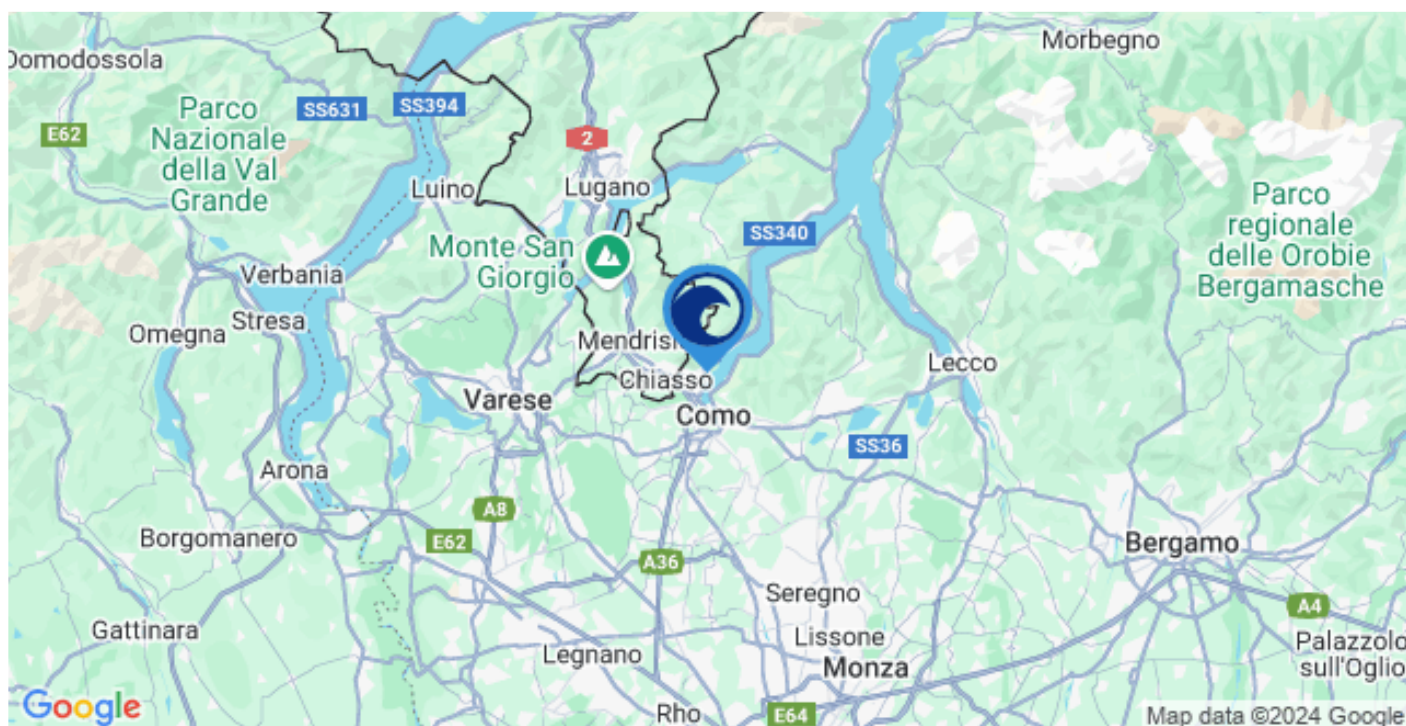 Morbegno
Domodossola
SS631
SS394
Parco
Nazionale
della Val
Grande
E62
2
Luino
Lugano
Parco
regionale
delle Orobie
Bergamasche
SS340
Monte San
Giorgio
Verbania
Stresa
Omegna
Mendrisi
Chiasso
Lecco
Varese
Como
SS36
Arona
A8
Borgomanero
E62
A36
Bergamo
Seregno
A4
Gattinara
Lissone
Legnano
Monza
Palazzolo
sull'Oglio
Google
Rho
E64
Map data ©2024 Google